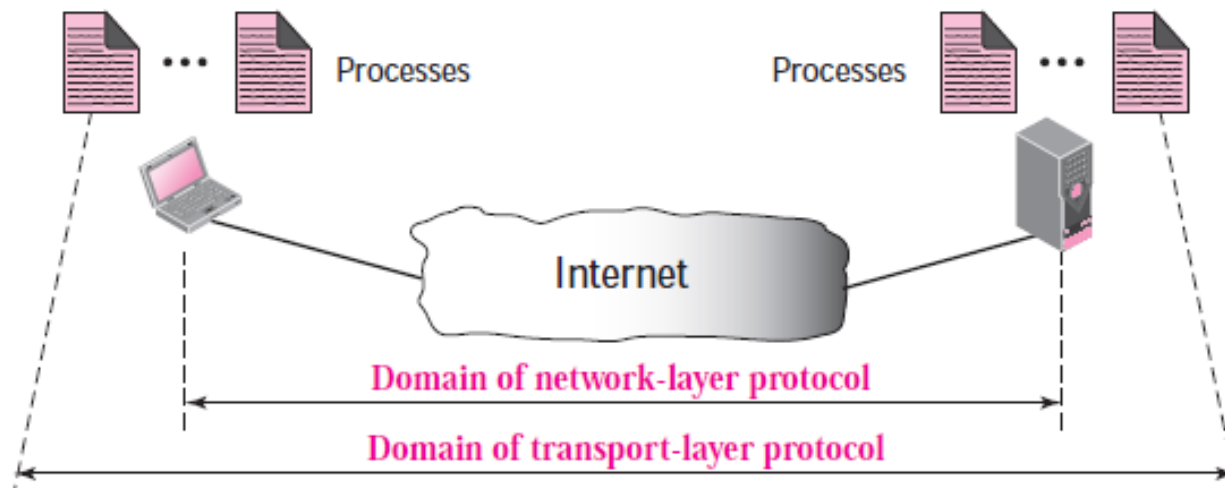 Processes
Processes
Internet
Domain of network-layer protocol
Domain of transport-layer protocol